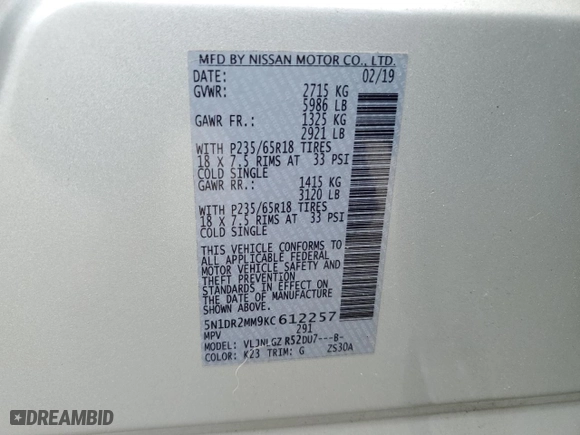 MFD BY NISSAN MOTOR CO., LTD.
DATE: 02/19
GVWR: 2715 KG
5986 LB
GAWR FR.: 1325 KG
2921 LB
WITH P235/65R18 TIRES
18 X 7.5 RIMS AT 33 PSI
COLD SINGLE
GAWR RR.: 1415 KG
3120 LB
WITH P235/65R18 TIRES
18 X 7.5 RIMS AT 33 PSI
COLD SINGLE
THIS VEHICLE CONFORMS TO
ALL APPLICABLE FEDERAL
MOTOR VEHICLE SAFETY AND
THEFT PREVENTION
STANDARDS IN EFFECT ON
THE DATE OF MANUFACTURE
SHOWN ABOVE.
5N1DR2MM9KC612257
MPV 291
MODEL: VLJNLGZ R52DU7---B-
COLOR: K23 TRIM: G ZS30A
DREAMBID